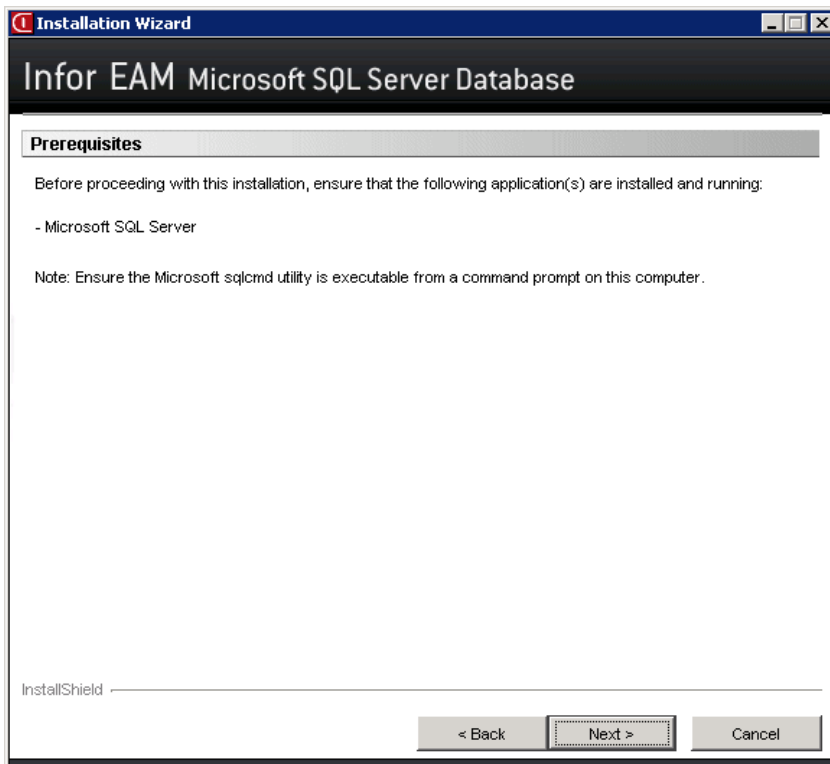 Installation Wizard
Infor EAM Microsoft SQL Server Database
Prerequisites
Before proceeding with this installation, ensure that the following application(s) are installed and running:
- Microsoft SQL Server
Note: Ensure the Microsoft sqlcmd utility is executable from a command prompt on this computer.
InstallShield
< Back Next > Cancel